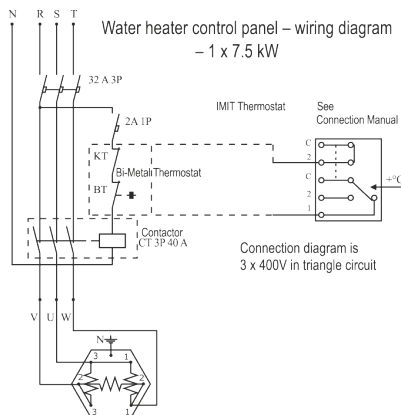 N R S T
Water heater control panel – wiring diagram
– 1 x 7.5 kW
32 A 3P
2A 1P
IMIT Thermostat
See
Connection Manual
KT
Bi-Metal Thermostat
BT
C
2
C
2
1
+°C
Contactor
CT 3P 40 A
Connection diagram is
3 x 400V in triangle circuit
V U W
N
3 1
2 2
3 1